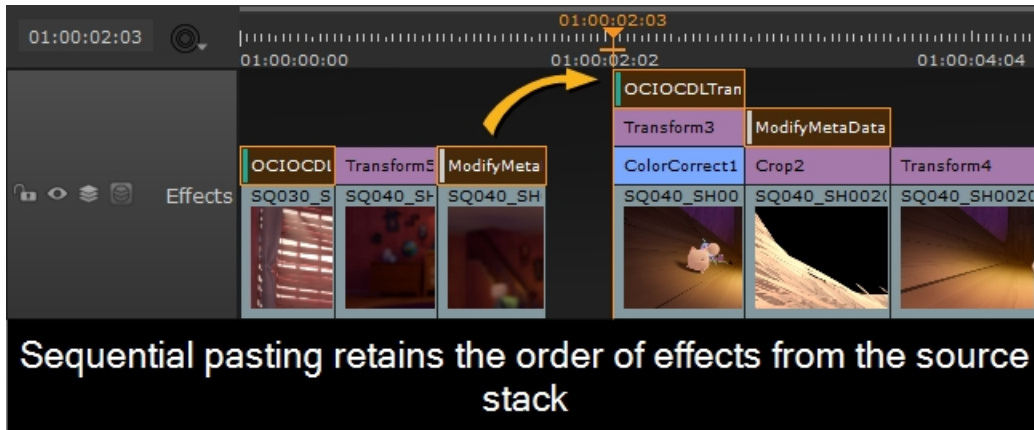 01:00:02:03
01:00:02:03
01:00:00:00 01:00:02:02 01:00:04:04
OCIOCDLTran
Transform3 ModifyMetaData
OCIOCDL Transform5 ModifyMeta ColorCorrect1 Crop2 Transform4
Effects SQ030_S SQ040_SH SQ040_SH SQ040_SH00 SQ040_SH002( SQ040_SH0020
Sequential pasting retains the order of effects from the source
stack